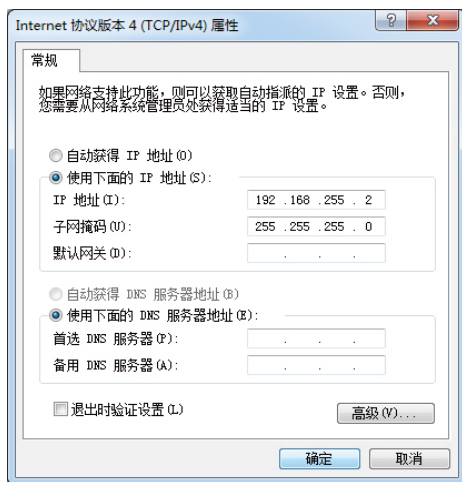 Internet 协议版本 4 (TCP/IPv4) 属性
常规
如果网络支持此功能，则可以获取自动指派的 IP 设置。否则，
您需要从网络系统管理员处获得适当的 IP 设置。
自动获得 IP 地址(O)
使用下面的 IP 地址(S):
IP 地址(I): 192 .168 .255 . 2
子网掩码(U): 255 .255 .255 . 0
默认网关(D): . . .
自动获得 DNS 服务器地址(B)
使用下面的 DNS 服务器地址(E):
首选 DNS 服务器(P): . . .
备用 DNS 服务器(A): . . .
退出时验证设置(L)
高级(V)...
确定 取消